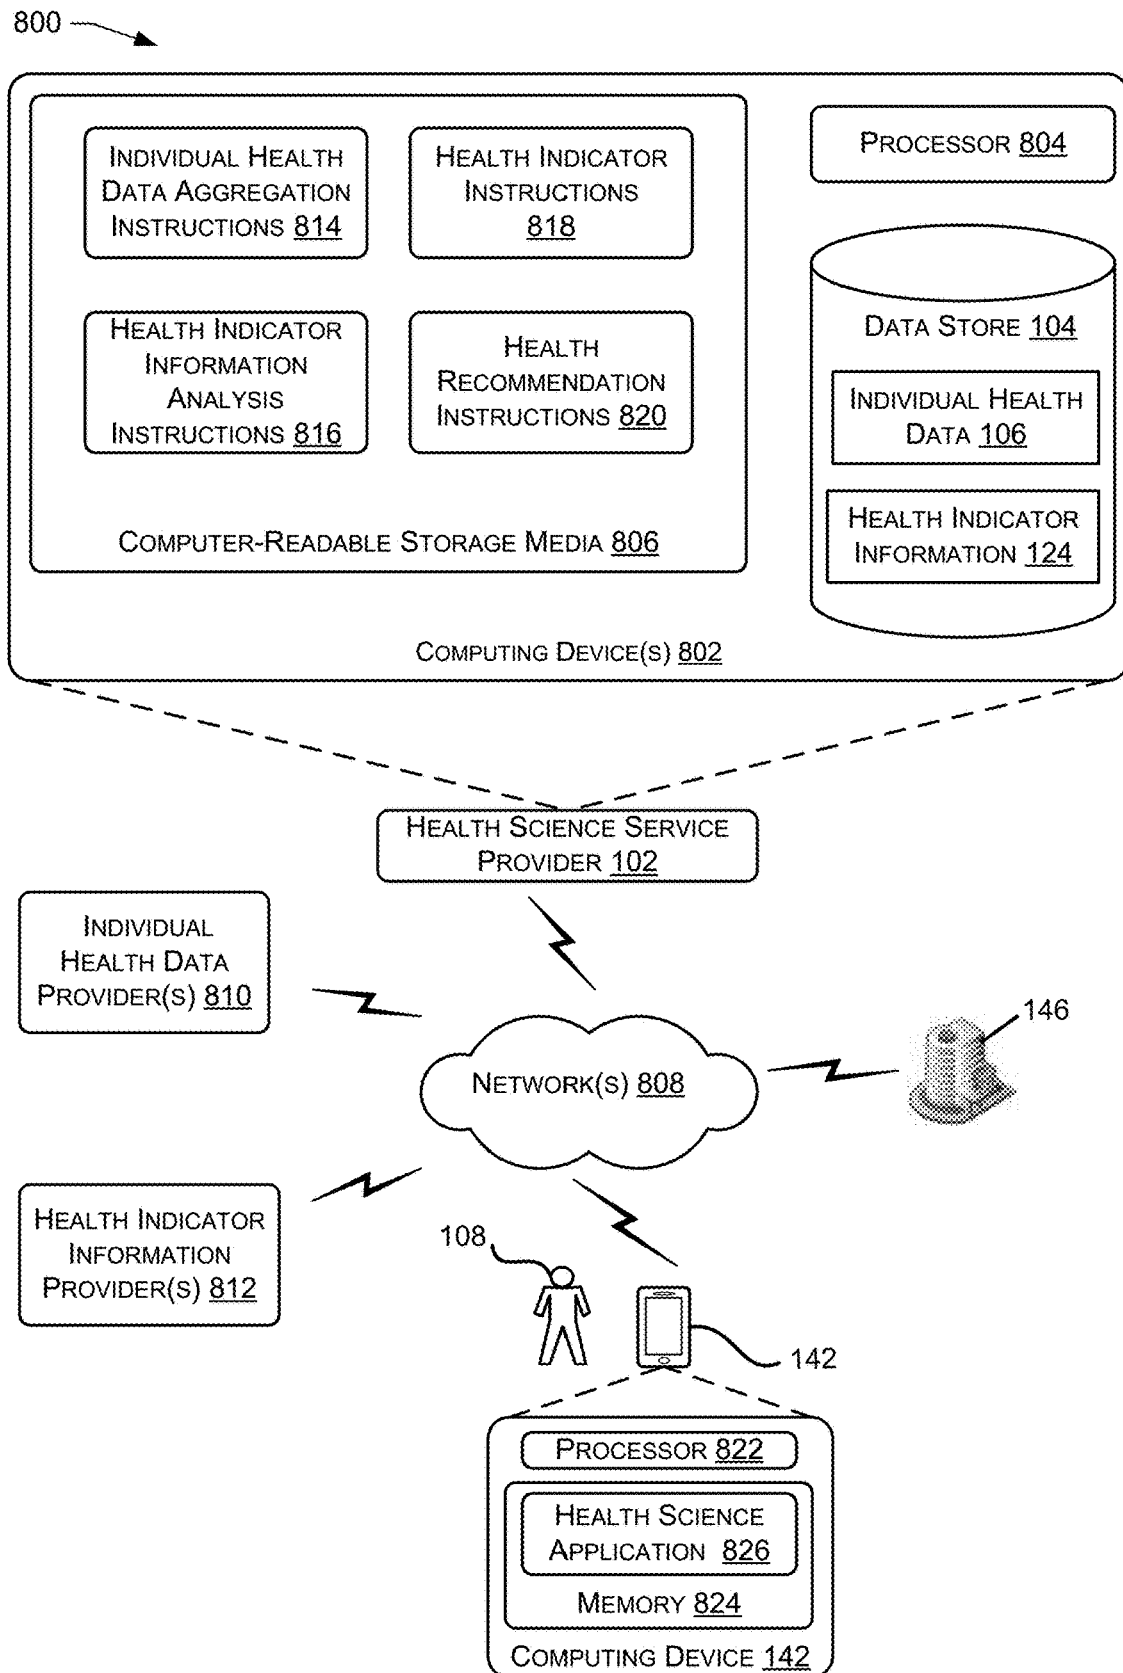 800
INDIVIDUAL HEALTH
DATA AGGREGATION
INSTRUCTIONS 814
HEALTH INDICATOR
INSTRUCTIONS
818
PROCESSOR 804
HEALTH INDICATOR
INFORMATION
ANALYSIS
INSTRUCTIONS 816
HEALTH
RECOMMENDATION
INSTRUCTIONS 820
DATA STORE 104
INDIVIDUAL HEALTH
DATA 106
HEALTH INDICATOR
INFORMATION 124
COMPUTER-READABLE STORAGE MEDIA 806
COMPUTING DEVICE(S) 802
HEALTH SCIENCE SERVICE
PROVIDER 102
INDIVIDUAL
HEALTH DATA
PROVIDER(S) 810
146
NETWORK(S) 808
HEALTH INDICATOR
INFORMATION
PROVIDER(S) 812
108
142
PROCESSOR 822
HEALTH SCIENCE
APPLICATION 826
MEMORY 824
COMPUTING DEVICE 142